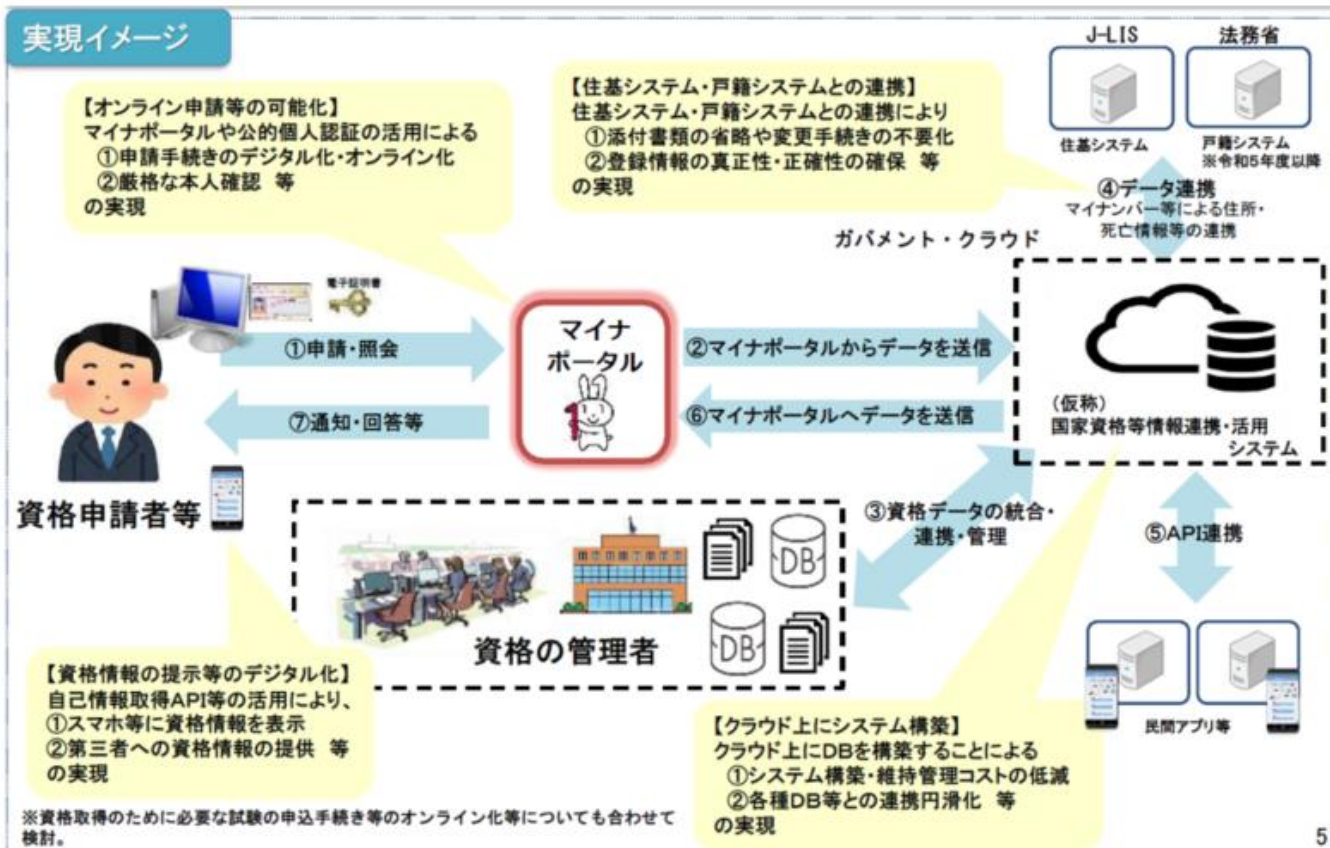 実現イメージ
J-LIS
法務省
住基システム
戸籍システム
※令和5年度以降
【オンライン申請等の可能化】
マイナポータルや公的個人認証の活用による
①申請手続きのデジタル化・オンライン化
②厳格な本人確認 等
の実現
【住基システム・戸籍システムとの連携】
住基システム・戸籍システムとの連携により
①添付書類の省略や変更手続きの不要化
②登録情報の真正性・正確性の確保 等
の実現
④データ連携
マイナンバー等による住所・
死亡情報等の連携
ガバメント・クラウド
電子証明書
①申請・照会
マイナ
ポータル
1
②マイナポータルからデータを送信
⑦通知・回答等
⑥マイナポータルへデータを送信
(仮称)
国家資格等情報連携・活用
システム
資格申請者等
③資格データの統合・
連携・管理
⑤API連携
DB
DB
資格の管理者
民間アプリ等
【資格情報の提示等のデジタル化】
自己情報取得API等の活用により、
①スマホ等に資格情報を表示
②第三者への資格情報の提供 等
の実現
【クラウド上にシステム構築】
クラウド上にDBを構築することによる
①システム構築・維持管理コストの低減
②各種DB等との連携円滑化 等
の実現
※資格取得のために必要な試験の申込手続き等のオンライン化等についても合わせて
検討。
5